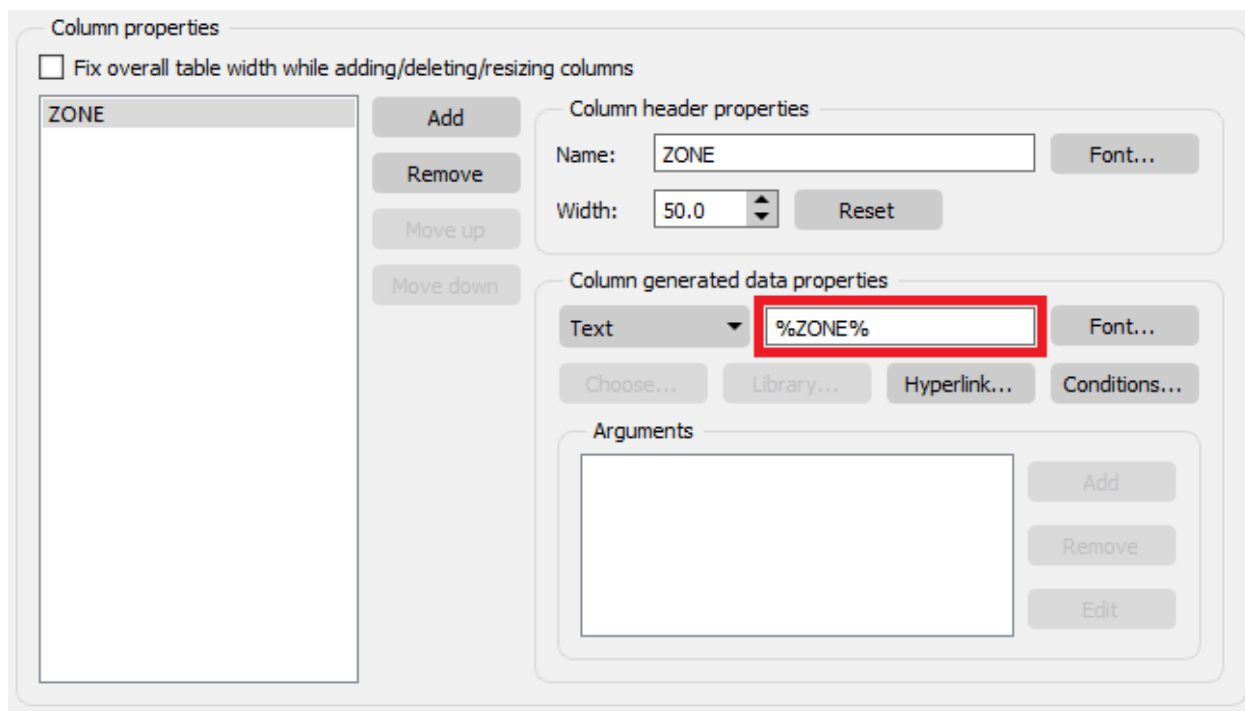 Column properties
Fix overall table width while adding/deleting/resizing columns
ZONE
Add
Remove
Move up
Move down
Column header properties
Name: ZONE Font...
Width: 50.0 Reset
Column generated data properties
Text %ZONE% Font...
Choose... Library... Hyperlink... Conditions...
Arguments
Add
Remove
Edit